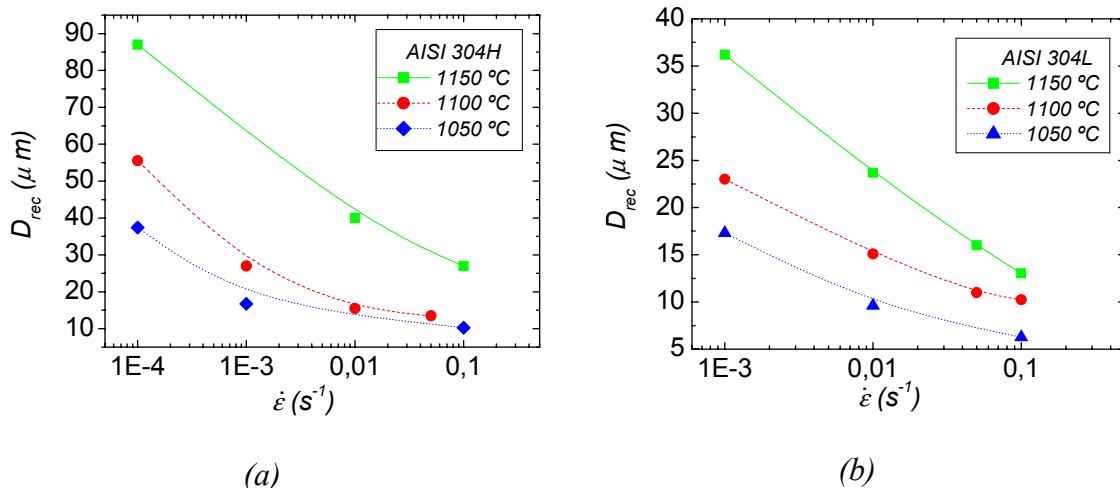 90
80
70
60
50
40
30
20
10
1E-4 1E-3 0,01 0,1
D_rec (μ m)
ε̇ (s⁻¹)
AISI 304H
1150 ºC
1100 ºC
1050 ºC
(a)
40
35
30
25
20
15
10
5
1E-3 0,01 0,1
D_rec (μ m)
ε̇ (s⁻¹)
AISI 304L
1150 ºC
1100 ºC
1050 ºC
(b)